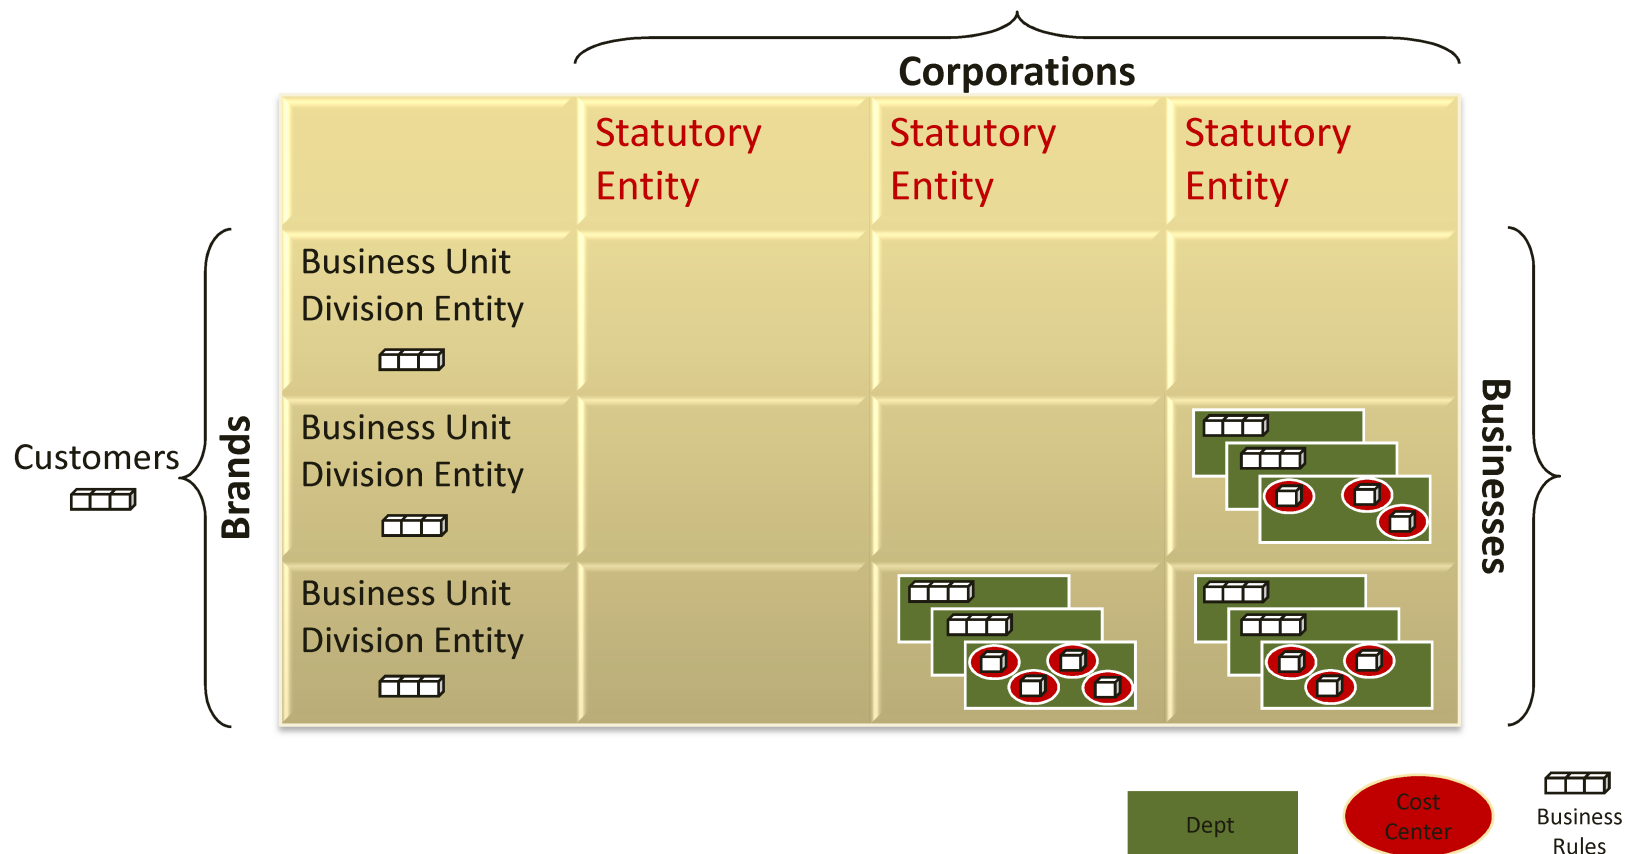 Corporations
Statutory
Entity
Statutory
Entity
Statutory
Entity
Business Unit
Division Entity
Business Unit
Division Entity
Business Unit
Division Entity
Customers
Brands
Businesses
Dept
Cost
Center
Business
Rules